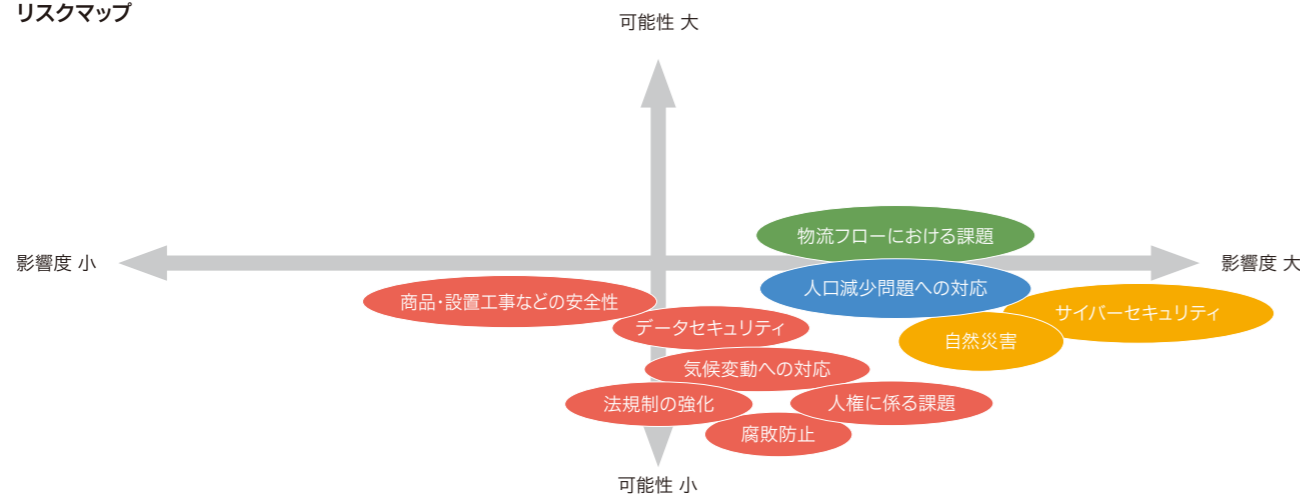 リスクマップ
可能性 大
物流フローにおける課題
影響度 小
影響度 大
人口減少問題への対応
商品・設置工事などの安全性
サイバーセキュリティ
データセキュリティ
自然災害
気候変動への対応
法規制の強化
人権に係る課題
腐敗防止
可能性 小